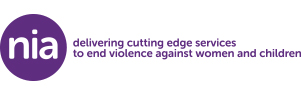 nia
delivering cutting edge services
to end violence against women and children